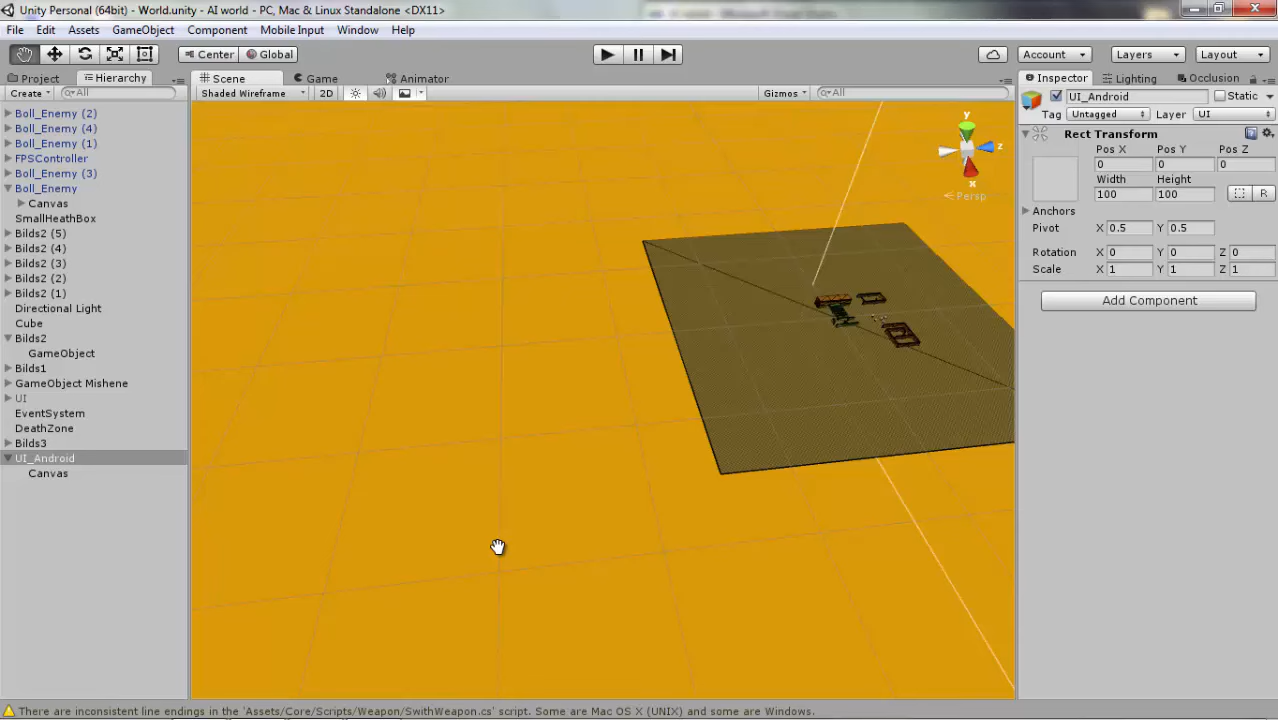 Unity Personal (64bit) - World.unity - AI world - PC, Mac & Linux Standalone <DX11>
File Edit Assets GameObject Component Mobile Input Window Help
Center Global Account Layers Layout
Project Hierarchy Scene Game Animator Inspector Lighting Occlusion
Create All Shaded Wireframe 2D Gizmos All
UI_Android Static
Tag Untagged Layer UI
Rect Transform
Pos X Pos Y Pos Z
0 0 0
Width Height
100 100 R
Anchors
Pivot X 0.5 Y 0.5
Rotation X 0 Y 0 Z 0
Scale X 1 Y 1 Z 1
Add Component
Boll_Enemy (2)
Boll_Enemy (4)
Boll_Enemy (1)
FPSController
Boll_Enemy (3)
Boll_Enemy
Canvas
SmallHeathBox
Bilds2 (5)
Bilds2 (4)
Bilds2 (3)
Bilds2 (2)
Bilds2 (1)
Directional Light
Cube
Bilds2
GameObject
Bilds1
GameObject Mishene
UI
EventSystem
DeathZone
Bilds3
UI_Android
Canvas
y
z
x
Persp
There are inconsistent line endings in the 'Assets/Core/Scripts/Weapon/SwithWeapon.cs' script. Some are Mac OS X (UNIX) and some are Windows.